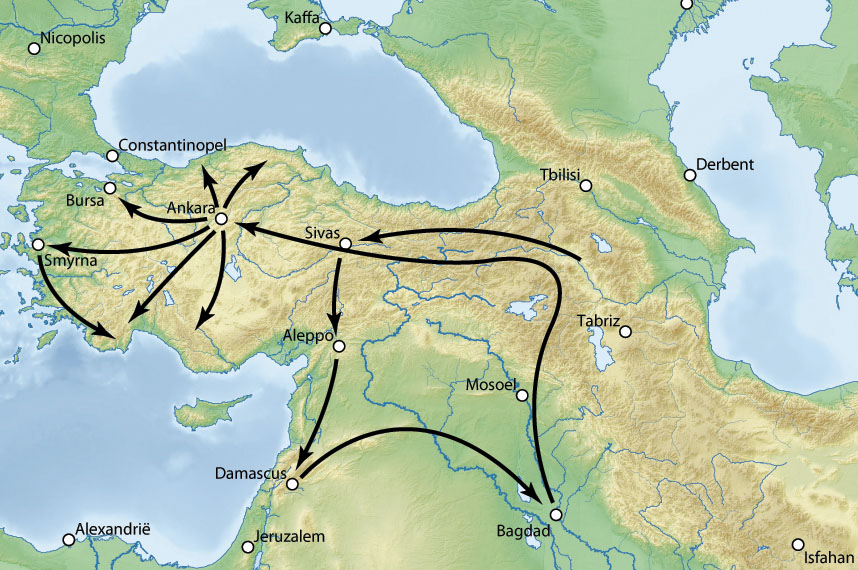 Kaffa
Nicopolis
Constantinopel
Derbent
Tbilisi
Bursa
Ankara
Sivas
Smyrna
Tabriz
Aleppo
Mosoel
Damascus
Alexandrië
Jeruzalem
Bagdad
Isfahan